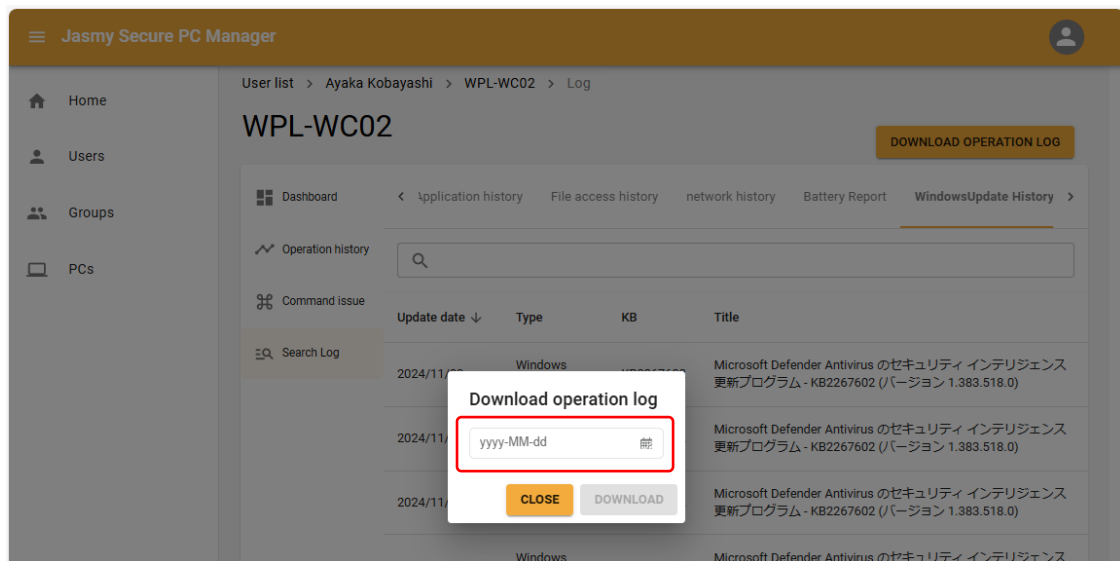 Jasmy Secure PC Manager
Home
Users
Groups
PCs
User list > Ayaka Kobayashi > WPL-WC02 > Log
WPL-WC02
DOWNLOAD OPERATION LOG
Dashboard
Operation history
Command issue
Search Log
Application history File access history network history Battery Report WindowsUpdate History
Update date Type KB Title
2024/11/ Windows KB2267602 Microsoft Defender Antivirus のセキュリティ インテリジェンス
更新プログラム - KB2267602 (バージョン 1.383.518.0)
2024/11/ Microsoft Defender Antivirus のセキュリティ インテリジェンス
更新プログラム - KB2267602 (バージョン 1.383.518.0)
2024/11/ Microsoft Defender Antivirus のセキュリティ インテリジェンス
更新プログラム - KB2267602 (バージョン 1.383.518.0)
Windows Microsoft Defender Antivirus のセキュリティ インテリジェンス
Download operation log
yyyy-MM-dd
CLOSE
DOWNLOAD